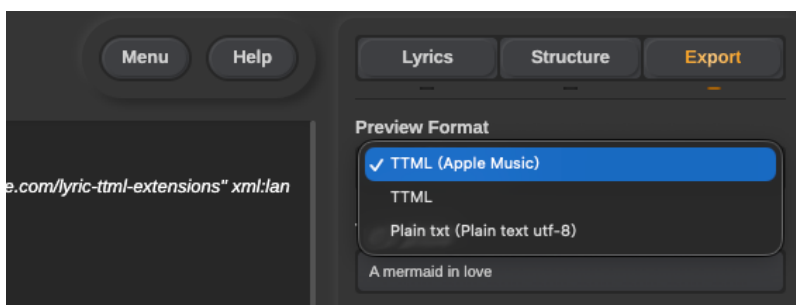 Menu
Help
Lyrics
Structure
Export
Preview Format
✓ TTML (Apple Music)
TTML
Plain txt (Plain text utf-8)
e.com/lyric-ttml-extensions" xml:lan
A mermaid in love